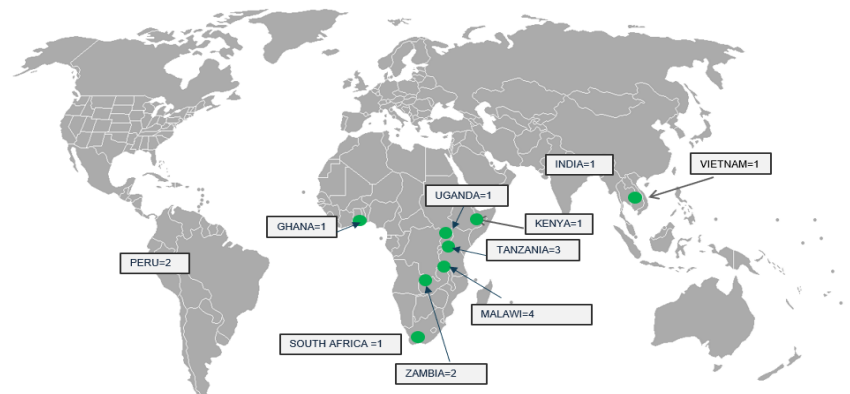 INDIA=1
VIETNAM=1
UGANDA=1
GHANA=1
KENYA=1
TANZANIA=3
PERU=2
MALAWI=4
SOUTH AFRICA =1
ZAMBIA=2